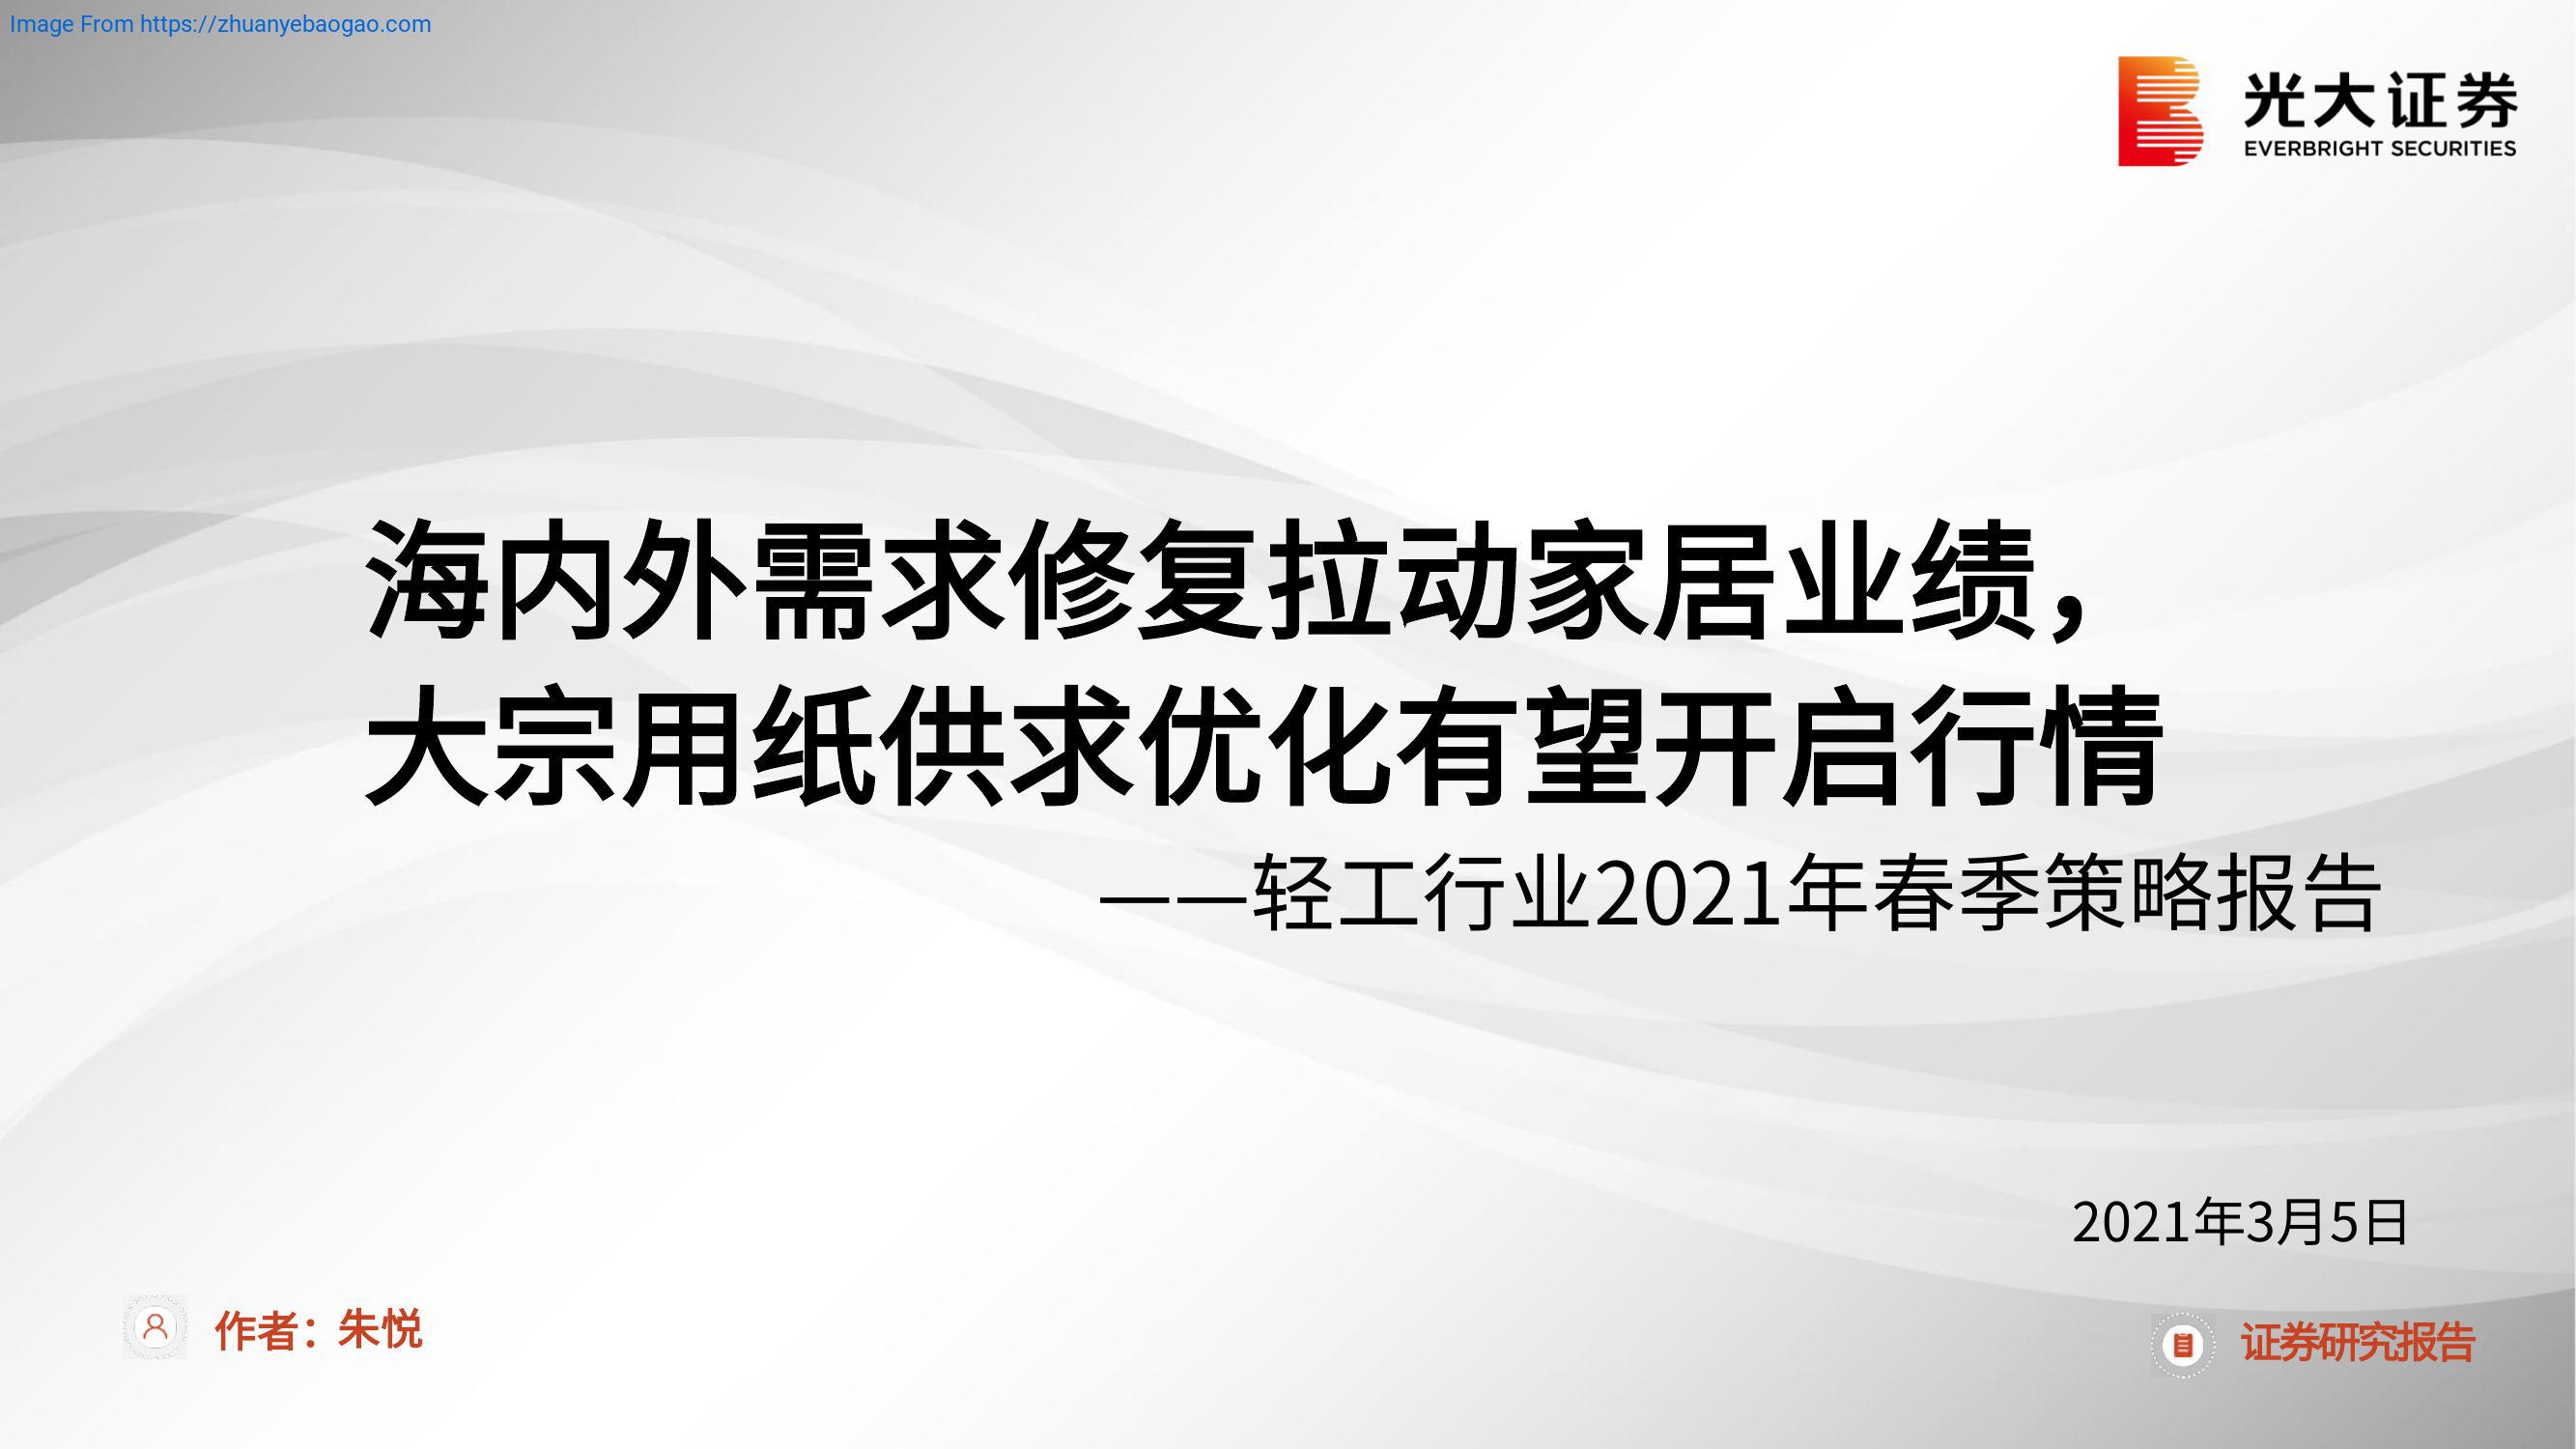 Image From https://zhuanyebaogao.com
光大证券
EVERBRIGHT SECURITIES
海内外需求修复拉动家居业绩，
大宗用纸供求优化有望开启行情
——轻工行业2021年春季策略报告
2021年3月5日
作者：朱悦
证券研究报告